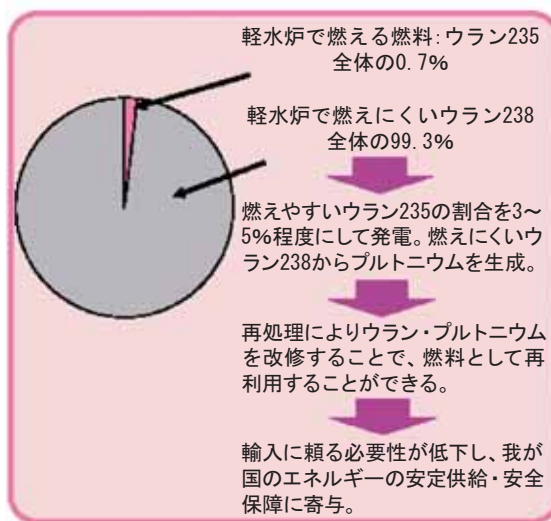 軽水炉で燃える燃料:ウラン235
全体の0.7%
軽水炉で燃えにくいウラン238
全体の99.3%
燃えやすいウラン235の割合を3~
5%程度にして発電。燃えにくいウ
ラン238からプルトニウムを生成。
再処理によりウラン・プルトニウム
を改修することで、燃料として再
利用することができる。
輸入に頼る必要性が低下し、我が
国のエネルギーの安定供給・安全
保障に寄与。